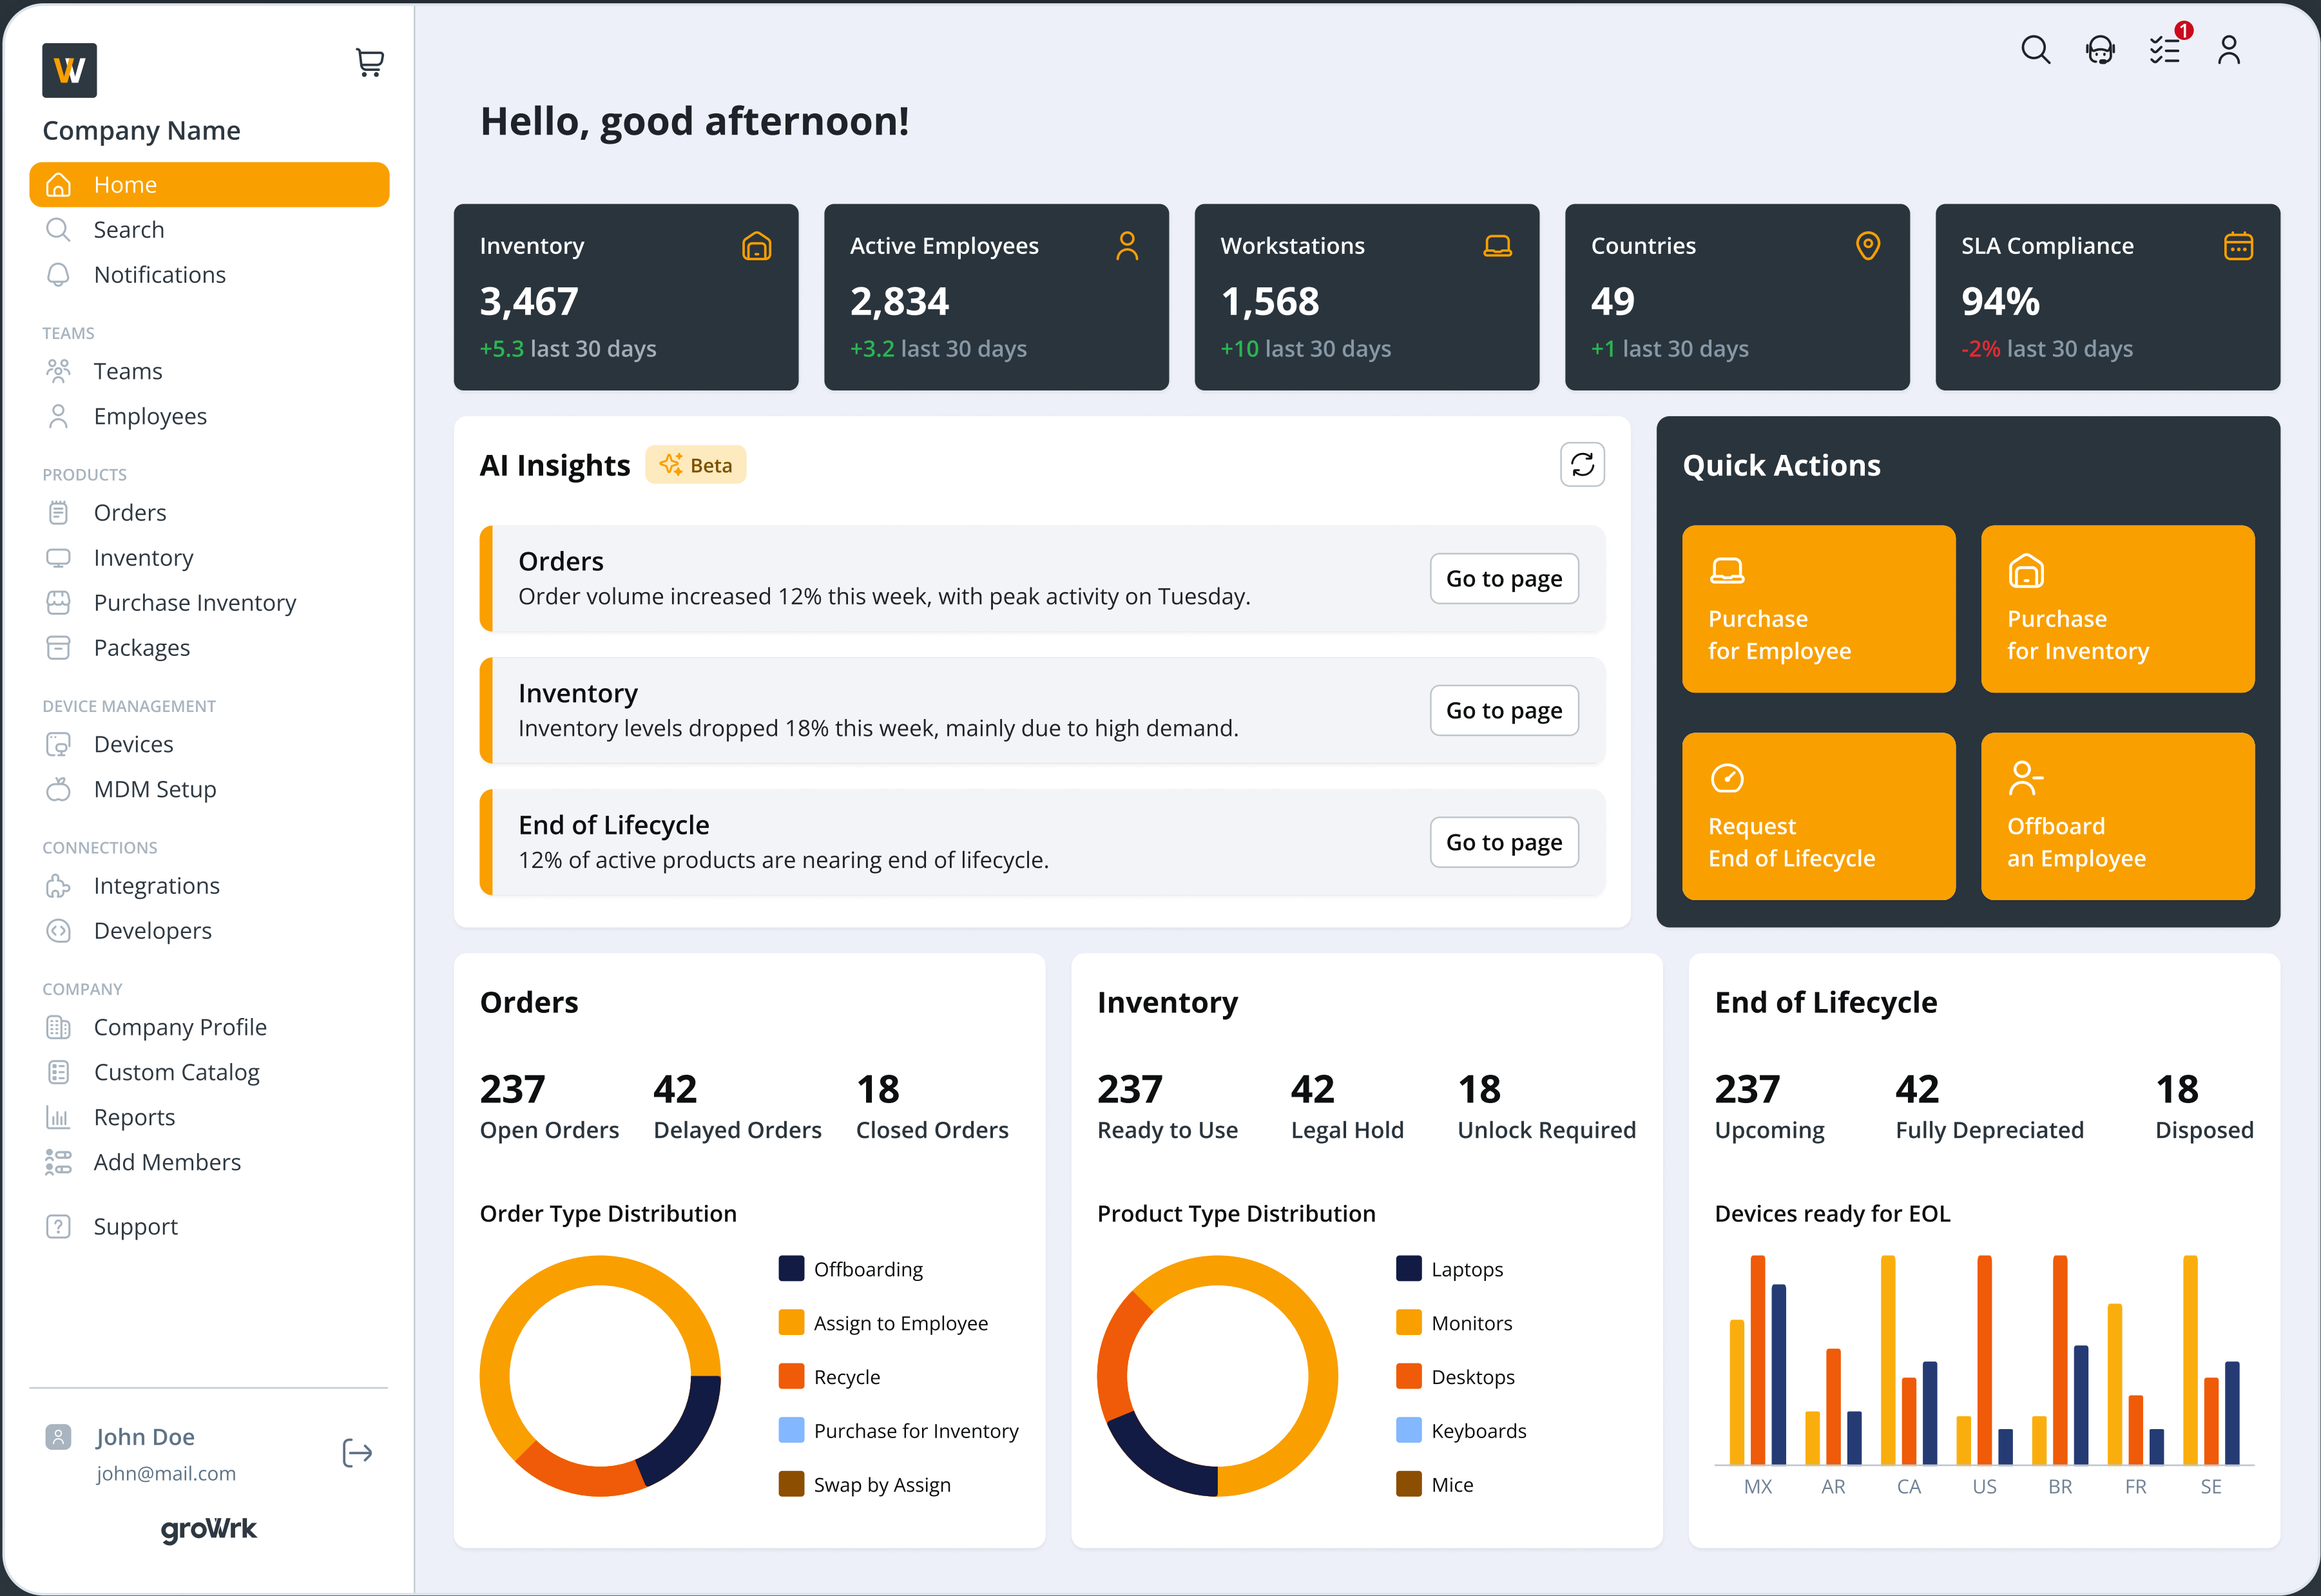 W
Company Name
Home
Search
Notifications
TEAMS
Teams
Employees
PRODUCTS
Orders
Inventory
Purchase Inventory
Packages
DEVICE MANAGEMENT
Devices
MDM Setup
CONNECTIONS
Integrations
Developers
COMPANY
Company Profile
Custom Catalog
Reports
Add Members
Support
John Doe
john@mail.com
groWrk
1
Hello, good afternoon!
Inventory
3,467
+5.3 last 30 days
Active Employees
2,834
+3.2 last 30 days
Workstations
1,568
+10 last 30 days
Countries
49
+1 last 30 days
SLA Compliance
94%
-2% last 30 days
AI Insights Beta
Orders
Order volume increased 12% this week, with peak activity on Tuesday.
Go to page
Inventory
Inventory levels dropped 18% this week, mainly due to high demand.
Go to page
End of Lifecycle
12% of active products are nearing end of lifecycle.
Go to page
Quick Actions
Purchase
for Employee
Purchase
for Inventory
Request
End of Lifecycle
Offboard
an Employee
Orders
237 42 18
Open Orders Delayed Orders Closed Orders
Order Type Distribution
Offboarding
Assign to Employee
Recycle
Purchase for Inventory
Swap by Assign
Inventory
237 42 18
Ready to Use Legal Hold Unlock Required
Product Type Distribution
Laptops
Monitors
Desktops
Keyboards
Mice
End of Lifecycle
237 42 18
Upcoming Fully Depreciated Disposed
Devices ready for EOL
MX AR CA US BR FR SE